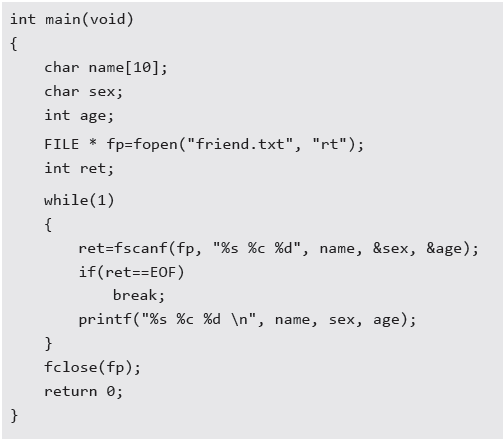 int main(void)
{
    char name[10];
    char sex;
    int age;
    FILE * fp=fopen("friend.txt", "rt");
    int ret;
    while(1)
    {
        ret=fscanf(fp, "%s %c %d", name, &sex, &age);
        if(ret==EOF)
            break;
        printf("%s %c %d \n", name, sex, age);
    }
    fclose(fp);
    return 0;
}